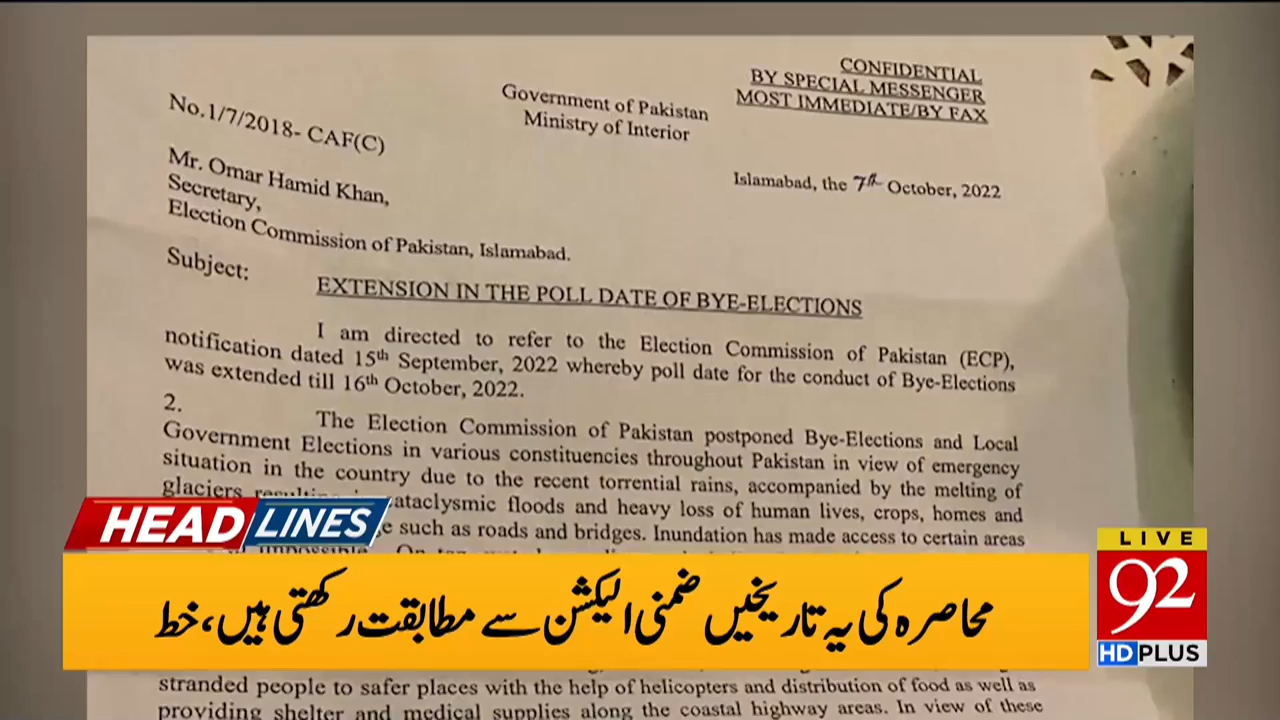 CONFIDENTIAL
BY SPECIAL MESSENGER
MOST IMMEDIATE/BY FAX
Government of Pakistan
Ministry of Interior
No.1/7/2018- CAF(C)
Islamabad, the 7th October, 2022
Mr. Omar Hamid Khan,
Secretary,
Election Commission of Pakistan, Islamabad.
Subject:
EXTENSION IN THE POLL DATE OF BYE-ELECTIONS
I am directed to refer to the Election Commission of Pakistan (ECP),
notification dated 15th September, 2022 whereby poll date for the conduct of Bye-Elections
was extended till 16th October, 2022.
2. The Election Commission of Pakistan postponed Bye-Elections and Local
Government Elections in various constituencies throughout Pakistan in view of emergency
situation in the country due to the recent torrential rains, accompanied by the melting of
glaciers cataclysmic floods and heavy loss of human lives, crops, homes and
such as roads and bridges. Inundation has made access to certain areas
HEADLINES
محاصرہ کی یہ تاریخیں ضمنی الیکشن سے مطابقت رکھتی ہیں، خط
LIVE
92
HD PLUS
stranded people to safer places with the help of helicopters and distribution of food as well as
providing shelter and medical supplies along the coastal highway areas. In view of these